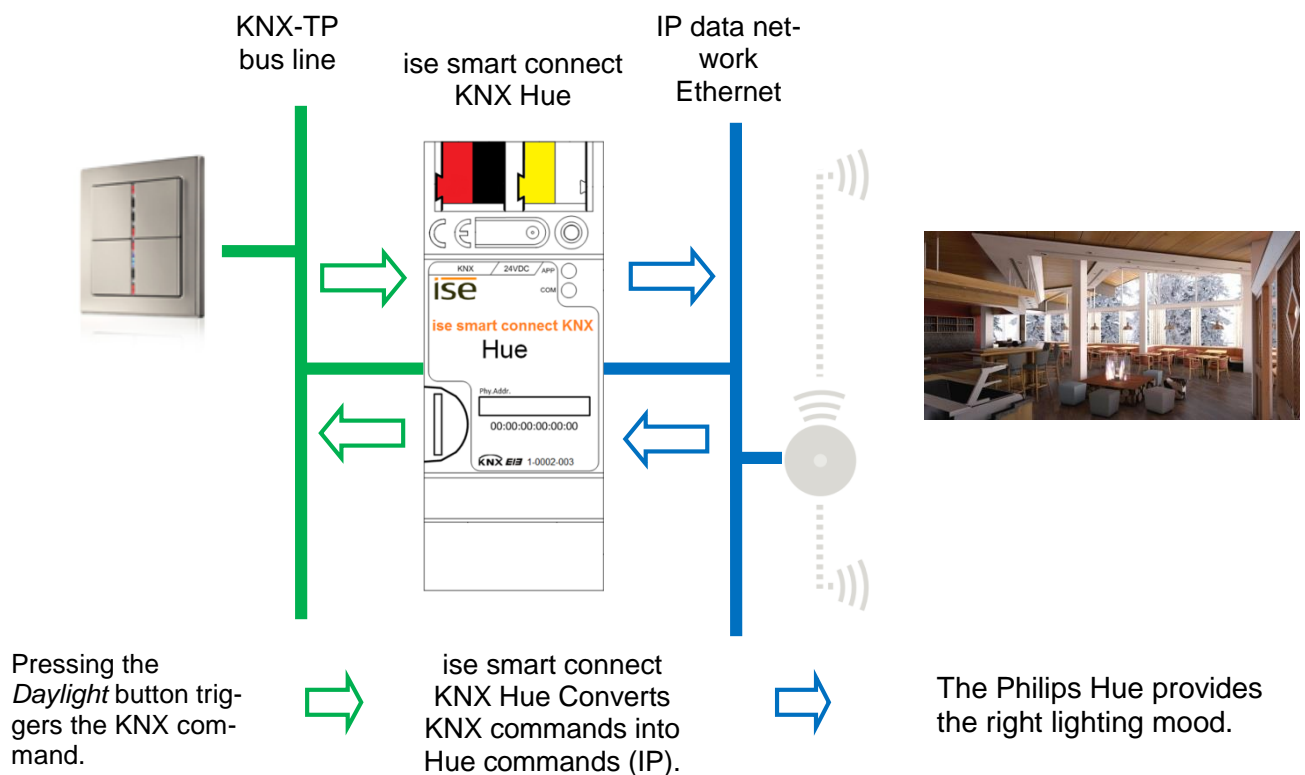 KNX-TP
bus line
ise smart connect
KNX Hue
IP data net-
work
Ethernet
KNX / 24VDC
APP
COM
ise
ise smart connect KNX
Hue
Phy.Addr.
00:00:00:00:00:00
KNX EIB 1-0002-003
Pressing the
Daylight button trig-
gers the KNX com-
mand.
ise smart connect
KNX Hue Converts
KNX commands into
Hue commands (IP).
The Philips Hue provides
the right lighting mood.